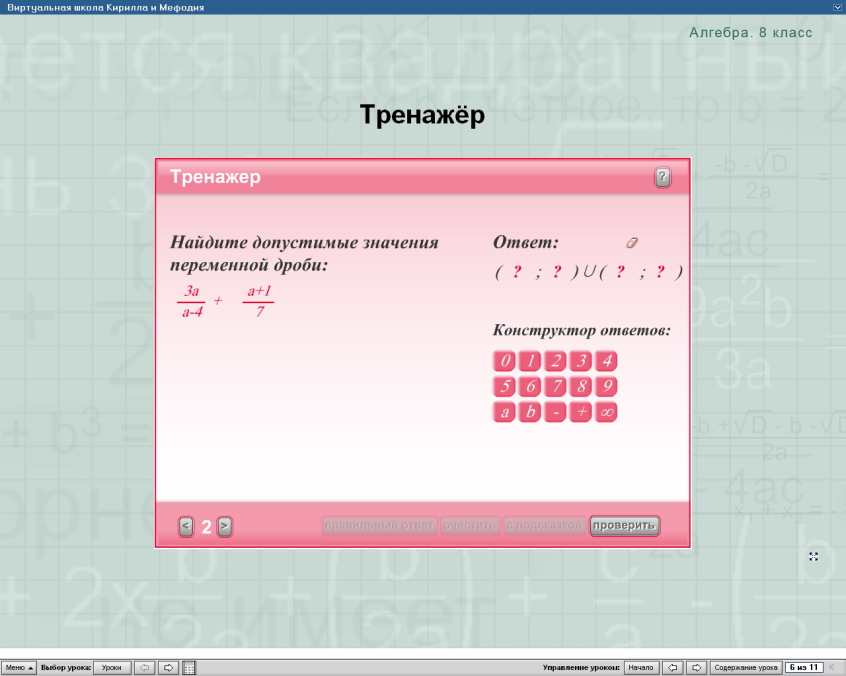 Виртуальная школа Кирилла и Мефодия
Алгебра. 8 класс
Тренажёр
Тренажер
?
Найдите допустимые значения
переменной дроби:
3a/a-4 + a+1/7
Ответ:
( ? ; ? ) ∪ ( ? ; ? )
Конструктор ответов:
0 1 2 3 4
5 6 7 8 9
a b - + ∞
< 2 >
правильный ответ очистить с подсказкой проверить
Меню Выбор урока: Уроки Управление уроком: Начало Содержание урока 6 из 11